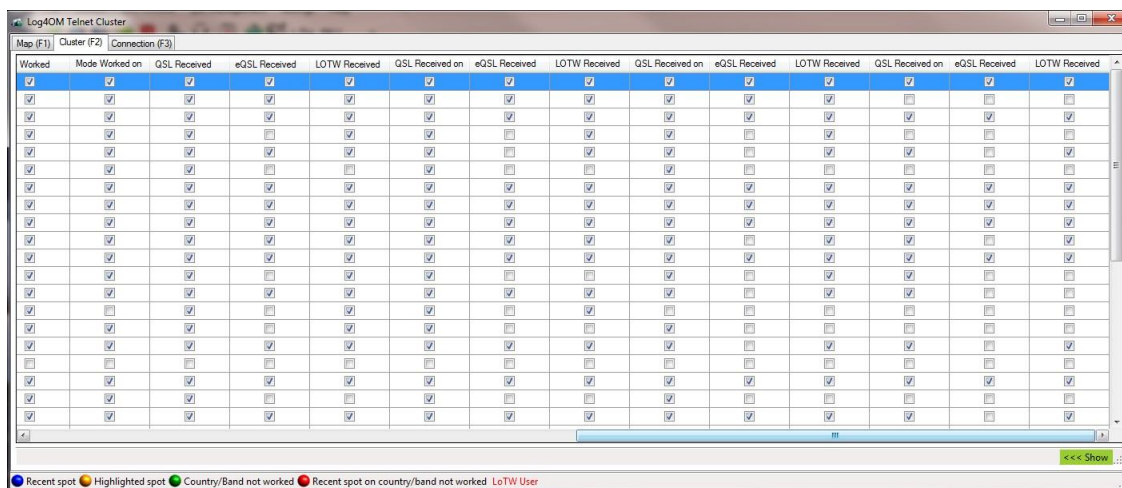 Log4OM Telnet Cluster
Map (F1) Cluster (F2) Connection (F3)
Worked Mode Worked on QSL Received eQSL Received LOTW Received QSL Received on eQSL Received LOTW Received QSL Received on eQSL Received LOTW Received QSL Received on eQSL Received LOTW Received
<<< Show
Recent spot Highlighted spot Country/Band not worked Recent spot on country/band not worked LoTW User